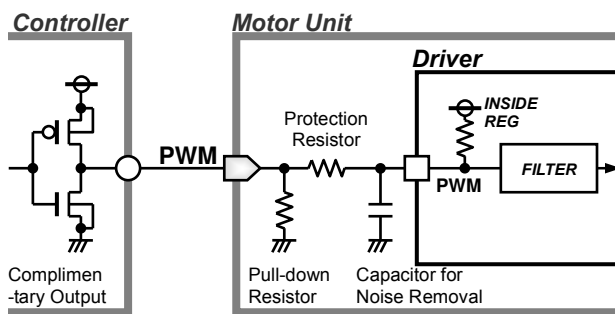 Controller
Motor Unit
Driver
Protection
Resistor
INSIDE
REG
PWM
PWM
FILTER
Complimen
-tary Output
Pull-down
Resistor
Capacitor for
Noise Removal